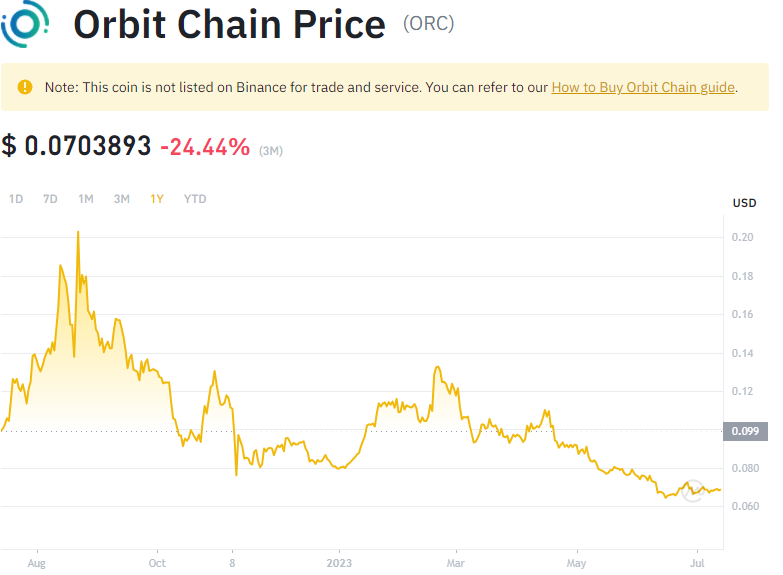 Orbit Chain Price (ORC)
Note: This coin is not listed on Binance for trade and service. You can refer to our How to Buy Orbit Chain guide.
$ 0.0703893 -24.44% (3M)
1D 7D 1M 3M 1Y YTD
USD
0.20
0.18
0.16
0.14
0.12
0.099
0.080
0.060
Aug Oct 8 2023 Mar May Jul